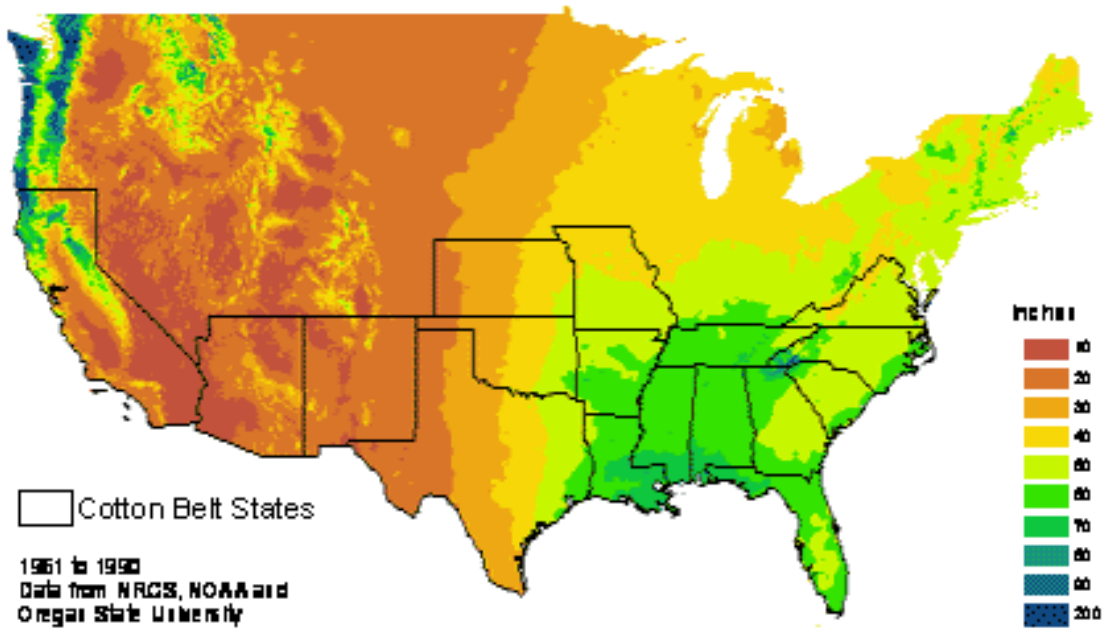 Inches
10
20
30
40
50
60
70
80
90
200
Cotton Belt States
1961 to 1990
Data from NRCS, NOAA and
Oregon State University